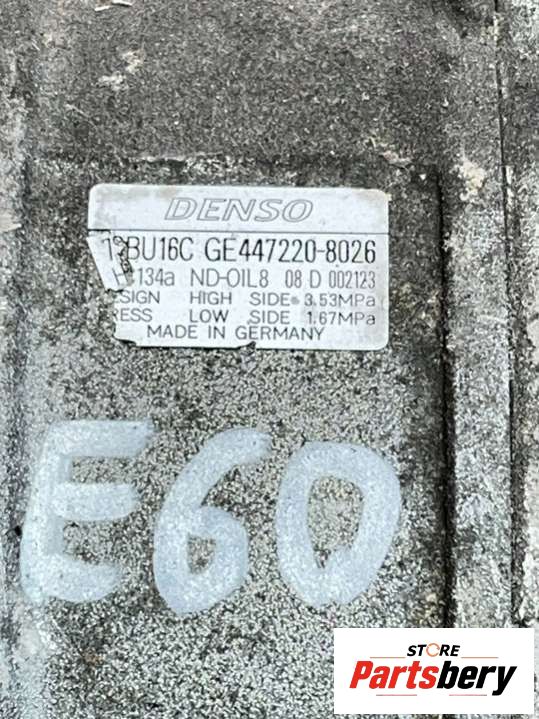 DENSO
7SBU16C GE447220-8026
134a ND-OIL8 08 D 002123
ESIGN HIGH SIDE 3.53MPa
RESS LOW SIDE 1.67MPa
MADE IN GERMANY
E60
STORE
Partsbery